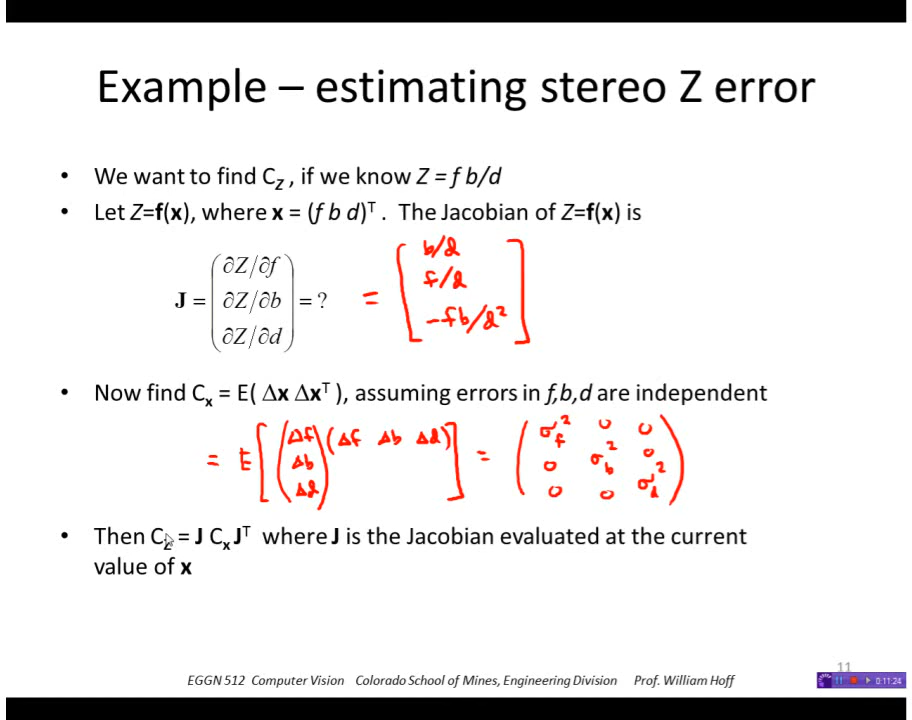 Example – estimating stereo Z error
• We want to find C_Z , if we know Z = f b/d
• Let Z=f(x), where x = (f b d)^T . The Jacobian of Z=f(x) is
J = ( ∂Z/∂f ∂Z/∂b ∂Z/∂d ) = ? = [ b/d f/d -fb/d² ]
• Now find C_x = E( Δx Δx^T ), assuming errors in f,b,d are independent
= E [ ( Δf Δb Δd ) ( Δf Δb Δd ) ] = ( σ_f² 0 0 0 σ_b² 0 0 0 σ_d² )
• Then C_Z = J C_x J^T where J is the Jacobian evaluated at the current
value of x
11
EGGN 512 Computer Vision Colorado School of Mines, Engineering Division Prof. William Hoff
0:11:24